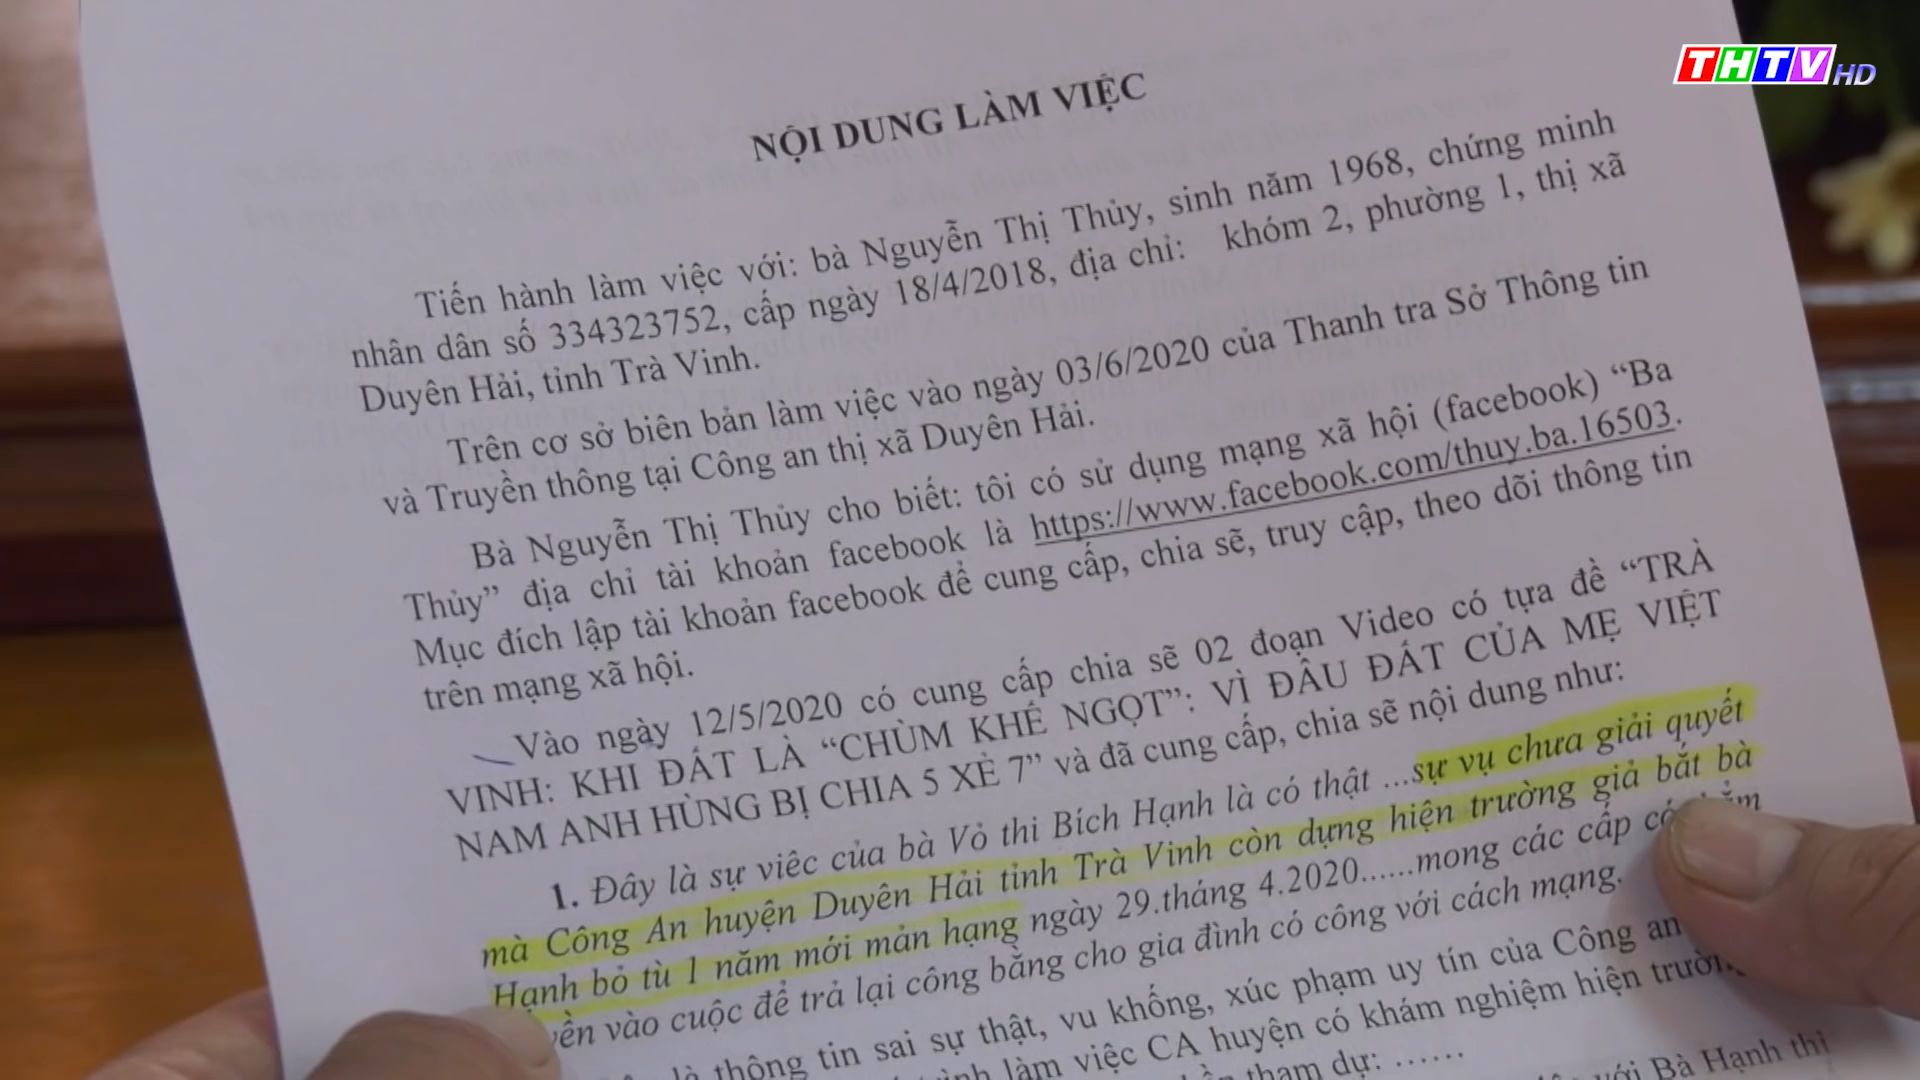 THTV HD
NỘI DUNG LÀM VIỆC
Tiến hành làm việc với: bà Nguyễn Thị Thủy, sinh năm 1968, chứng minh
nhân dân số 334323752, cấp ngày 18/4/2018, địa chỉ: khóm 2, phường 1, thị xã
Duyên Hải, tỉnh Trà Vinh.
Trên cơ sở biên bản làm việc vào ngày 03/6/2020 của Thanh tra Sở Thông tin
và Truyền thông tại Công an thị xã Duyên Hải.
Bà Nguyễn Thị Thủy cho biết: tôi có sử dụng mạng xã hội (facebook) “Ba
Thủy” địa chỉ tài khoản facebook là https://www.facebook.com/thuy.ba.16503.
Mục đích lập tài khoản facebook để cung cấp, chia sẽ, truy cập, theo dõi thông tin
trên mạng xã hội.
Vào ngày 12/5/2020 có cung cấp chia sẽ 02 đoạn Video có tựa đề “TRÀ
VINH: KHI ĐẤT LÀ “CHÙM KHẾ NGỌT”: VÌ ĐÂU ĐẤT CỦA MẸ VIỆT
NAM ANH HÙNG BỊ CHIA 5 XẺ 7” và đã cung cấp, chia sẽ nội dung như:
1. Đây là sự viêc của bà Vỏ thi Bích Hạnh là có thật ...sự vụ chưa giải quyết
mà Công An huyện Duyên Hải tỉnh Trà Vinh còn dựng hiện trường giả bắt bà
Hạnh bỏ tù 1 năm mới mản hạng ngày 29.tháng 4.2020......mong các cấp có
vào cuộc để trả lại công bằng cho gia đình có công với cách mạng.
là thông tin sai sự thật, vu khống, xúc phạm uy tín của Công an
làm việc CA huyện có khám nghiệm hiện
tham dự: ......
với Bà Hạnh thi